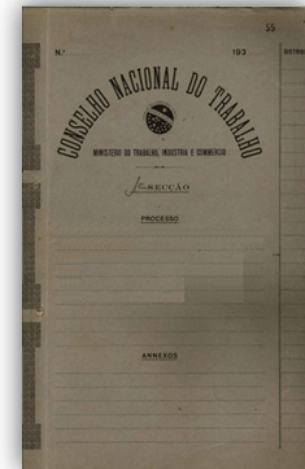 55
N.º 193
CONSELHO NACIONAL DO TRABALHO
MINISTERIO DO TRABALHO, INDUSTRIA E COMMERCIO
SECÇÃO
PROCESSO
ANNEXOS